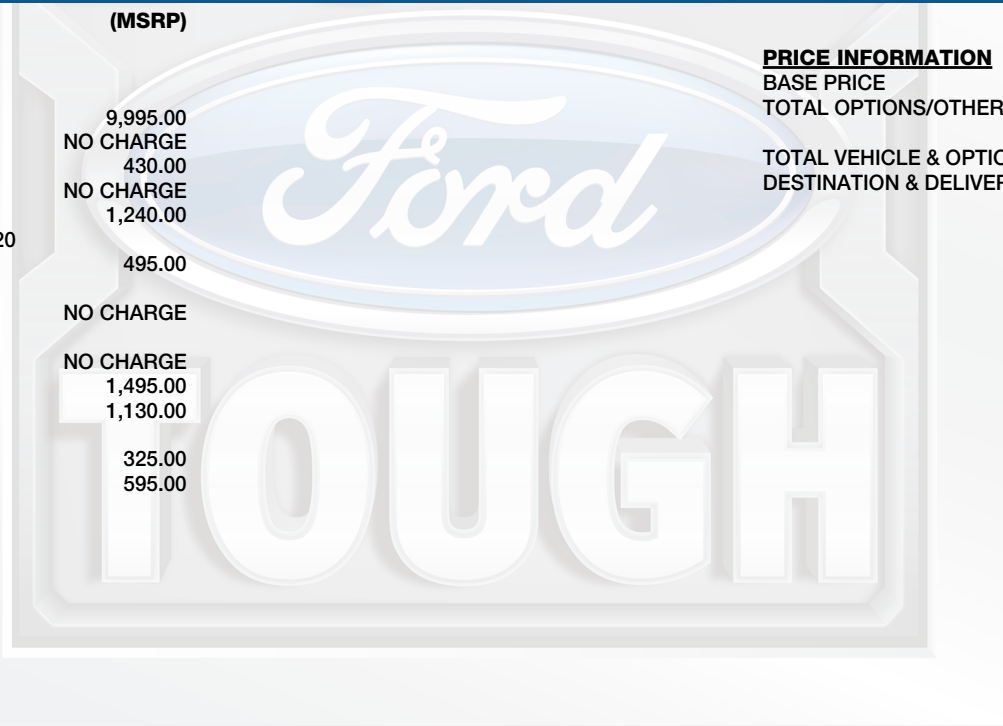 (MSRP)
9,995.00
NO CHARGE
430.00
NO CHARGE
1,240.00
20
495.00
NO CHARGE
NO CHARGE
1,495.00
1,130.00
325.00
595.00
PRICE INFORMATION
BASE PRICE
TOTAL OPTIONS/OTHER
TOTAL VEHICLE & OPTIO
DESTINATION & DELIVER
Ford
TOUGH